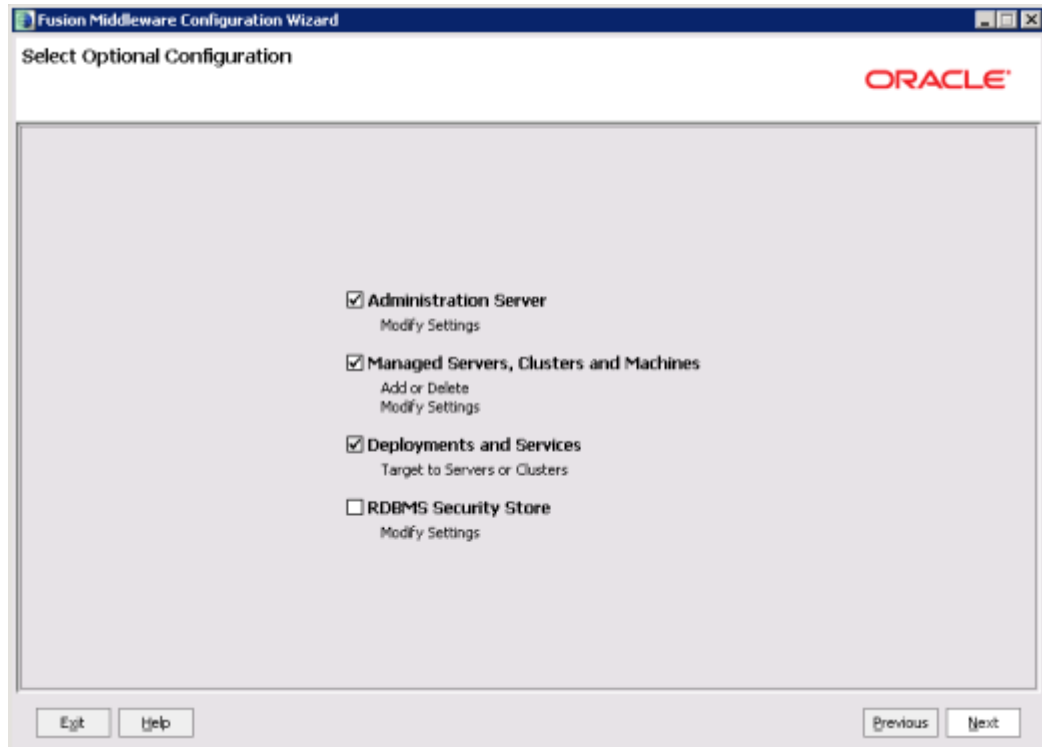 Fusion Middleware Configuration Wizard
Select Optional Configuration
ORACLE
Administration Server
Modify Settings
Managed Servers, Clusters and Machines
Add or Delete
Modify Settings
Deployments and Services
Target to Servers or Clusters
RDBMS Security Store
Modify Settings
Exit Help Previous Next